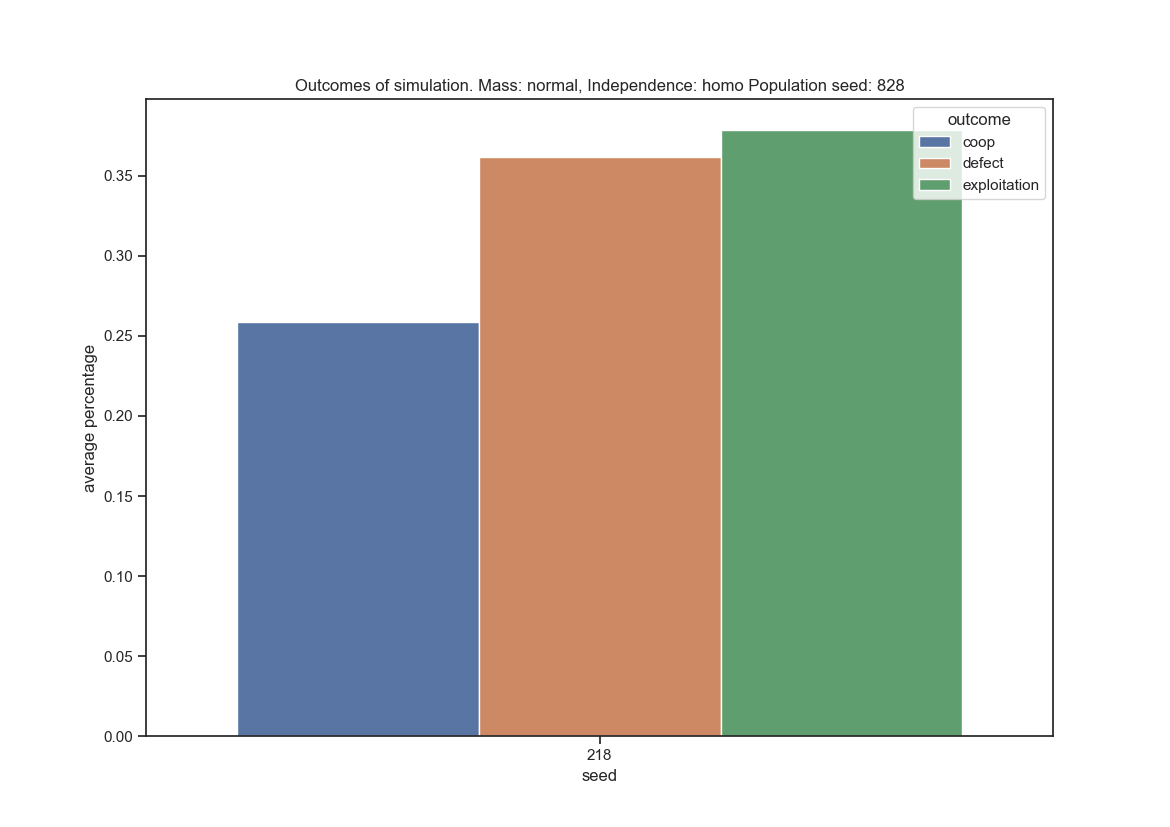 Outcomes of simulation. Mass: normal, Independence: homo Population seed: 828
outcome
coop
defect
exploitation
average percentage
0.35
0.30
0.25
0.20
0.15
0.10
0.05
0.00
218
seed